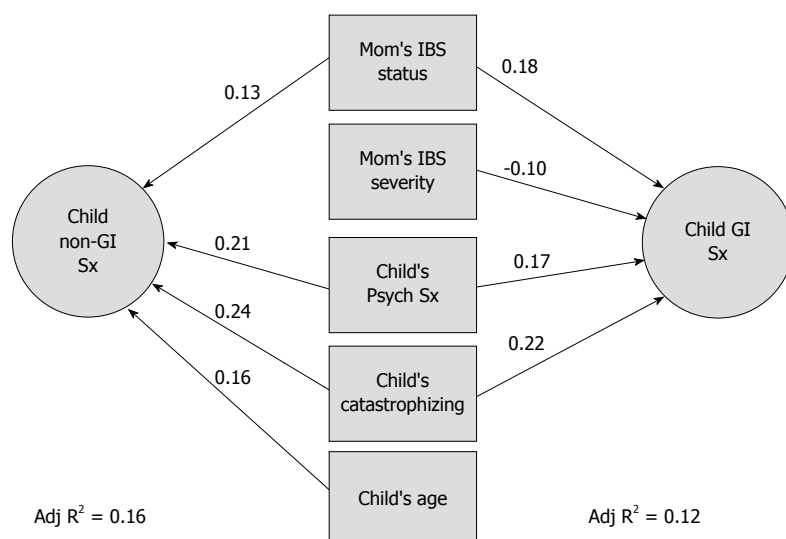 Mom's IBS
status
0.13
0.18
Mom's IBS
severity
-0.10
Child
non-GI
Sx
Child GI
Sx
0.21
Child's
Psych Sx
0.17
0.24
0.22
Child's
catastrophizing
0.16
Child's age
Adj R² = 0.16
Adj R² = 0.12